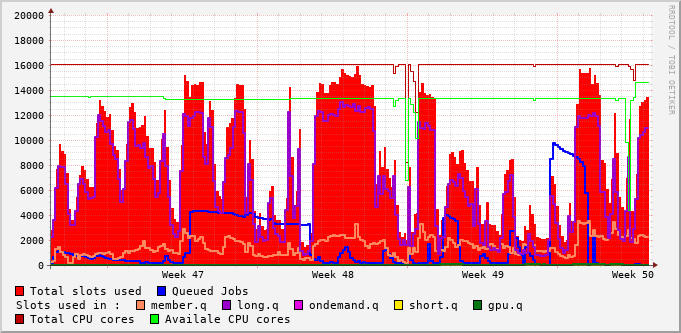 20000
18000
16000
14000
12000
10000
8000
6000
4000
2000
0
Week 47 Week 48 Week 49 Week 50
RRDTOOL / TOBI OETIKER
Total slots used Queued Jobs
Slots used in : member.q long.q ondemand.q short.q gpu.q
Total CPU cores Availale CPU cores